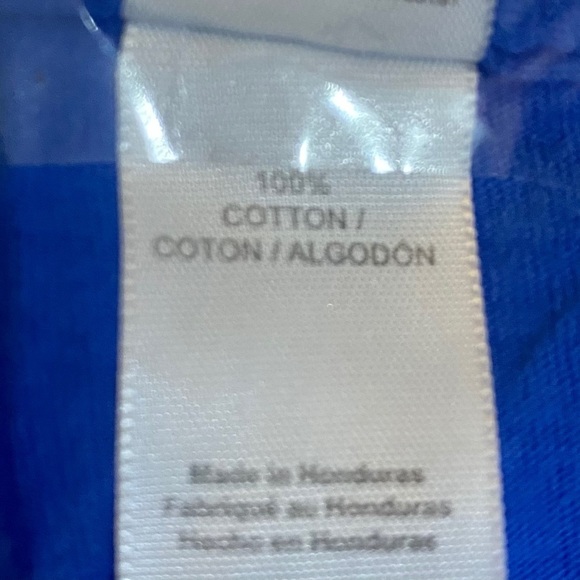 100%
COTTON /
COTON / ALGODÓN
Made in Honduras
Fabriqué au Honduras
Hecho en Honduras